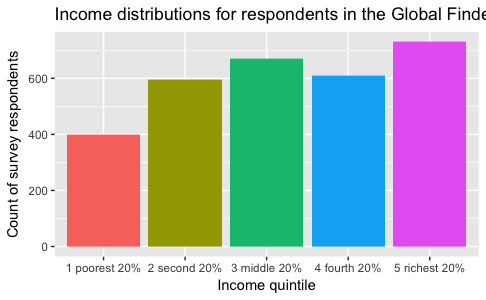 Income distributions for respondents in the Global Finde
Count of survey respondents
600
400
200
0
1 poorest 20% 2 second 20% 3 middle 20% 4 fourth 20% 5 richest 20%
Income quintile